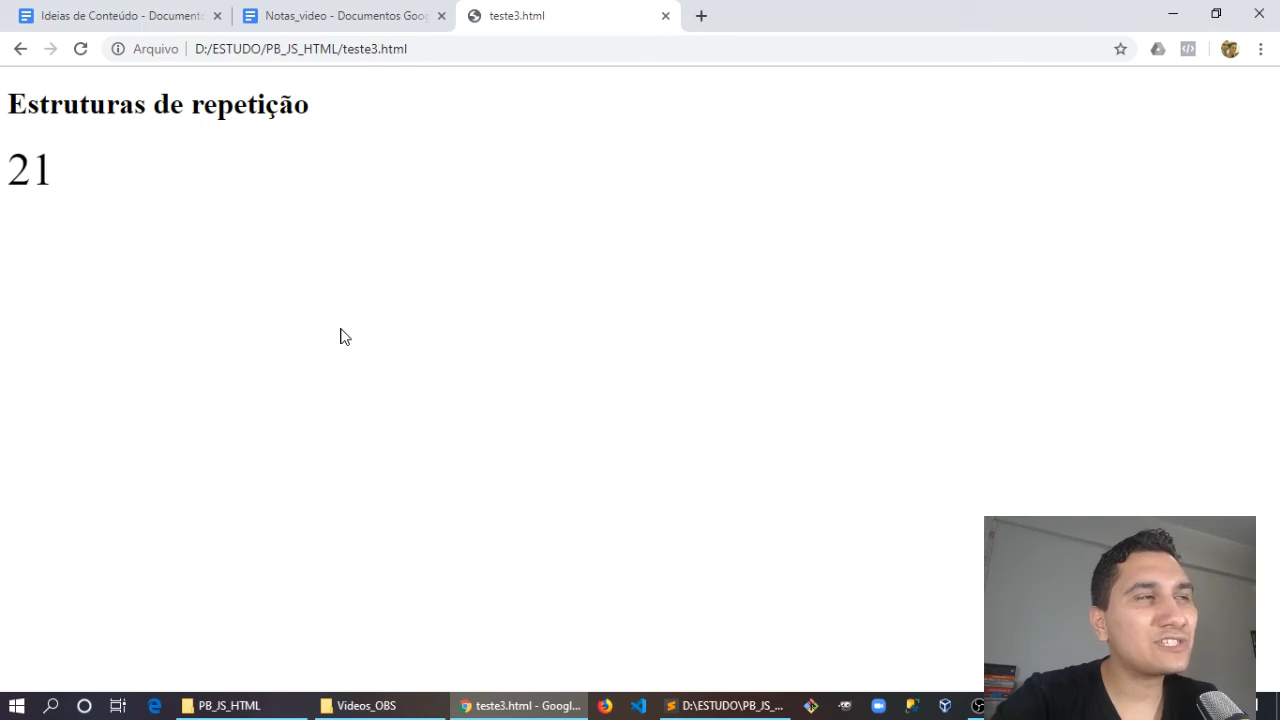 Ideias de Conteúdo - Document
Notas_video - Documentos Goog
teste3.html
Arquivo
D:/ESTUDO/PB_JS_HTML/teste3.html
Estruturas de repetição
21
PB_JS_HTML
Videos_OBS
teste3.html - Googl...
D:\ESTUDO\PB_JS_...